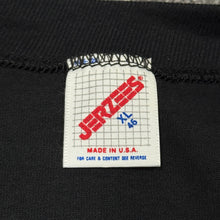 JERZEES
XL
46
MADE IN U.S.A.
FOR CARE & CONTENT SEE REVERSE